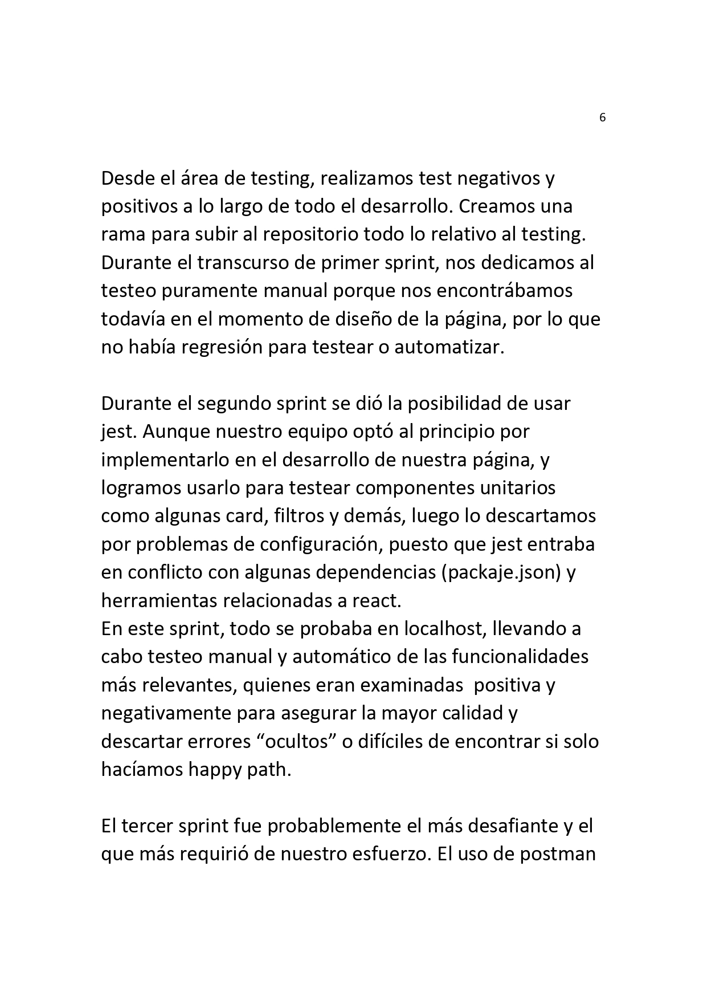 6
Desde el área de testing, realizamos test negativos y
positivos a lo largo de todo el desarrollo. Creamos una
rama para subir al repositorio todo lo relativo al testing.
Durante el transcurso de primer sprint, nos dedicamos al
testeo puramente manual porque nos encontrábamos
todavía en el momento de diseño de la página, por lo que
no había regresión para testear o automatizar.
Durante el segundo sprint se dió la posibilidad de usar
jest. Aunque nuestro equipo optó al principio por
implementarlo en el desarrollo de nuestra página, y
logramos usarlo para testear componentes unitarios
como algunas card, filtros y demás, luego lo descartamos
por problemas de configuración, puesto que jest entraba
en conflicto con algunas dependencias (packaje.json) y
herramientas relacionadas a react.
En este sprint, todo se probaba en localhost, llevando a
cabo testeo manual y automático de las funcionalidades
más relevantes, quienes eran examinadas  positiva y
negativamente para asegurar la mayor calidad y
descartar errores “ocultos” o difíciles de encontrar si solo
hacíamos happy path.
El tercer sprint fue probablemente el más desafiante y el
que más requirió de nuestro esfuerzo. El uso de postman